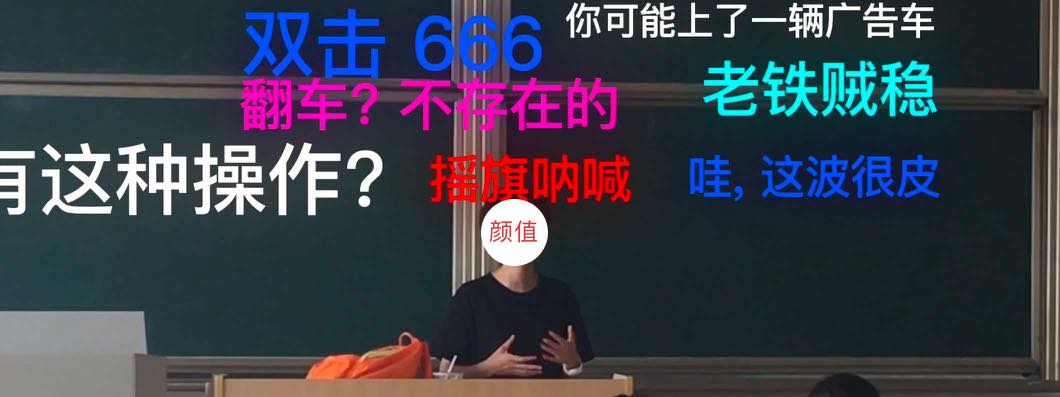 你可能上了一辆广告车
双击 666
老铁贼稳
翻车？不存在的
有这种操作？
摇旗呐喊
哇, 这波很皮
颜值